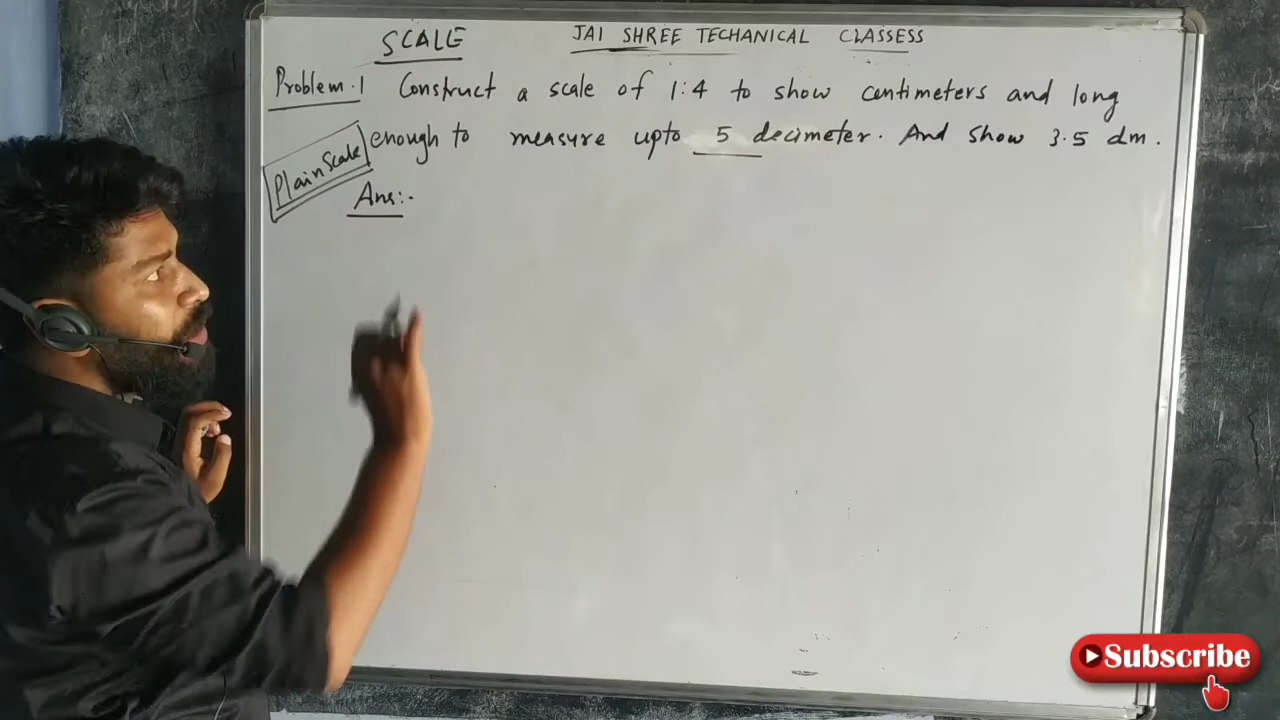 SCALE JAI SHREE TECHANICAL CLASSESS
Problem.1 Construct a scale of 1:4 to show centimeters and long
enough to measure upto 5 decimeter. And show 3.5 dm.
Plain Scale
Ans:-
Subscribe